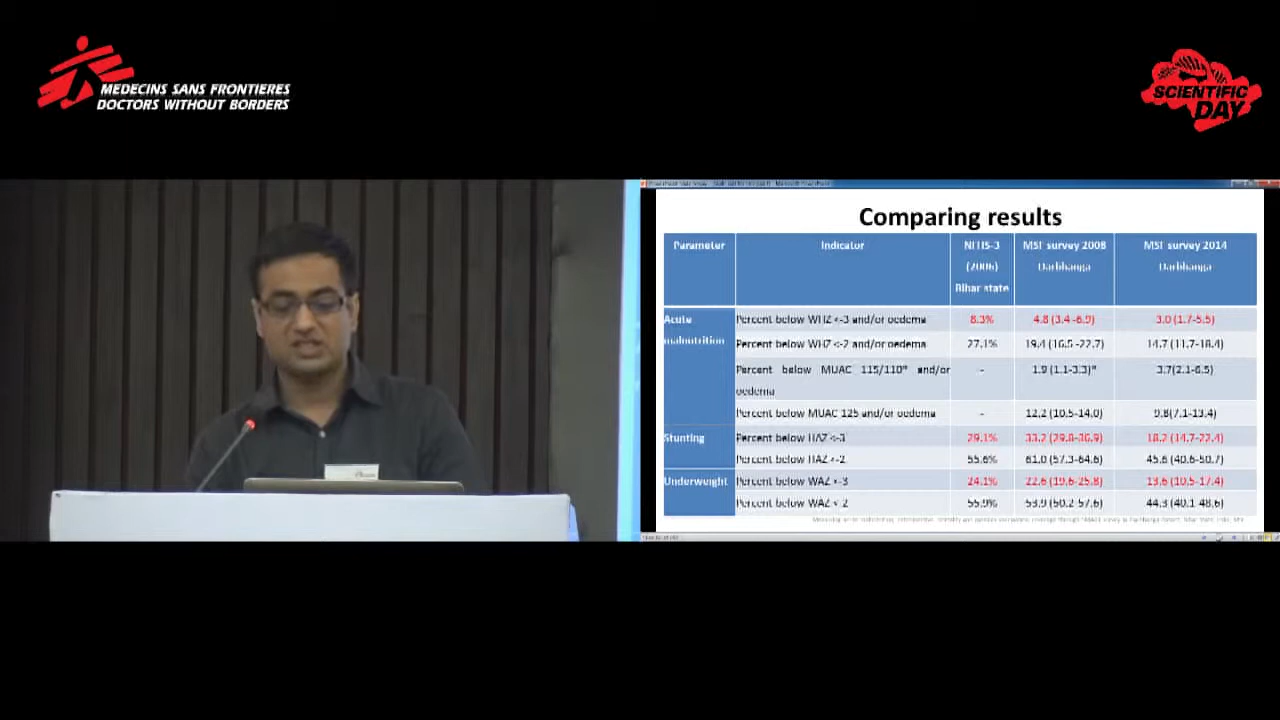 MEDECINS SANS FRONTIERES
DOCTORS WITHOUT BORDERS
SCIENTIFIC
DAY
Comparing results
Parameter Indicator NFHS-3 (2006) Bihar state MSF survey 2008 Darbhanga MSF survey 2014 Darbhanga
Acute malnutrition Percent below WHZ <-3 and/or oedema 8.3% 4.8 (3.4 -6.9) 3.0 (1.7-5.5)
Percent below WHZ <-2 and/or oedema 27.1% 19.4 (16.5 -22.7) 14.7 (11.7-18.4)
Percent below MUAC 115/110* and/or oedema - 1.9 (1.1-3.3)* 3.7(2.1-6.5)
Percent below MUAC 125 and/or oedema - 12.2 (10.5-14.0) 9.8(7.1-13.4)
Stunting Percent below HAZ <-3 29.1% 33.2 (29.8-36.9) 18.2 (14.7-22.4)
Percent below HAZ <-2 55.6% 61.0 (57.3-64.6) 45.6 (40.6-50.7)
Underweight Percent below WAZ <-3 24.1% 22.6 (19.6-25.8) 13.6 (10.5-17.4)
Percent below WAZ <-2 55.9% 53.9 (50.2-57.6) 44.3 (40.1-48.6)